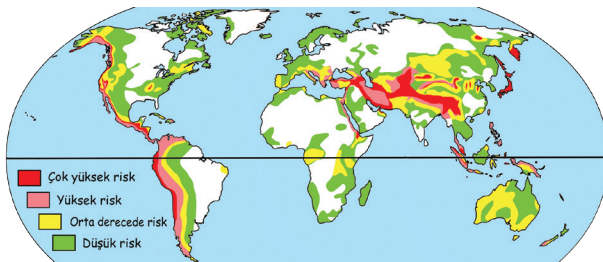 Çok yüksek risk
Yüksek risk
Orta derecede risk
Düşük risk